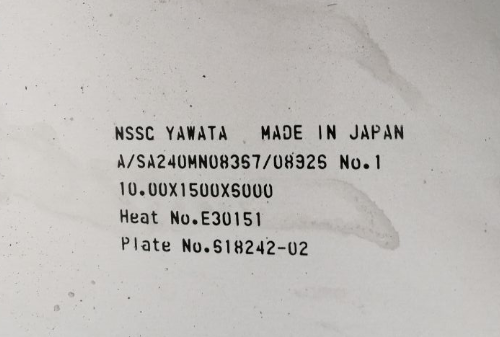 NSSC YAWATA MADE IN JAPAN
A/SA240MN08367/08926 No.1
10.00X1500X6000
Heat No.E30151
Plate No.618242-02